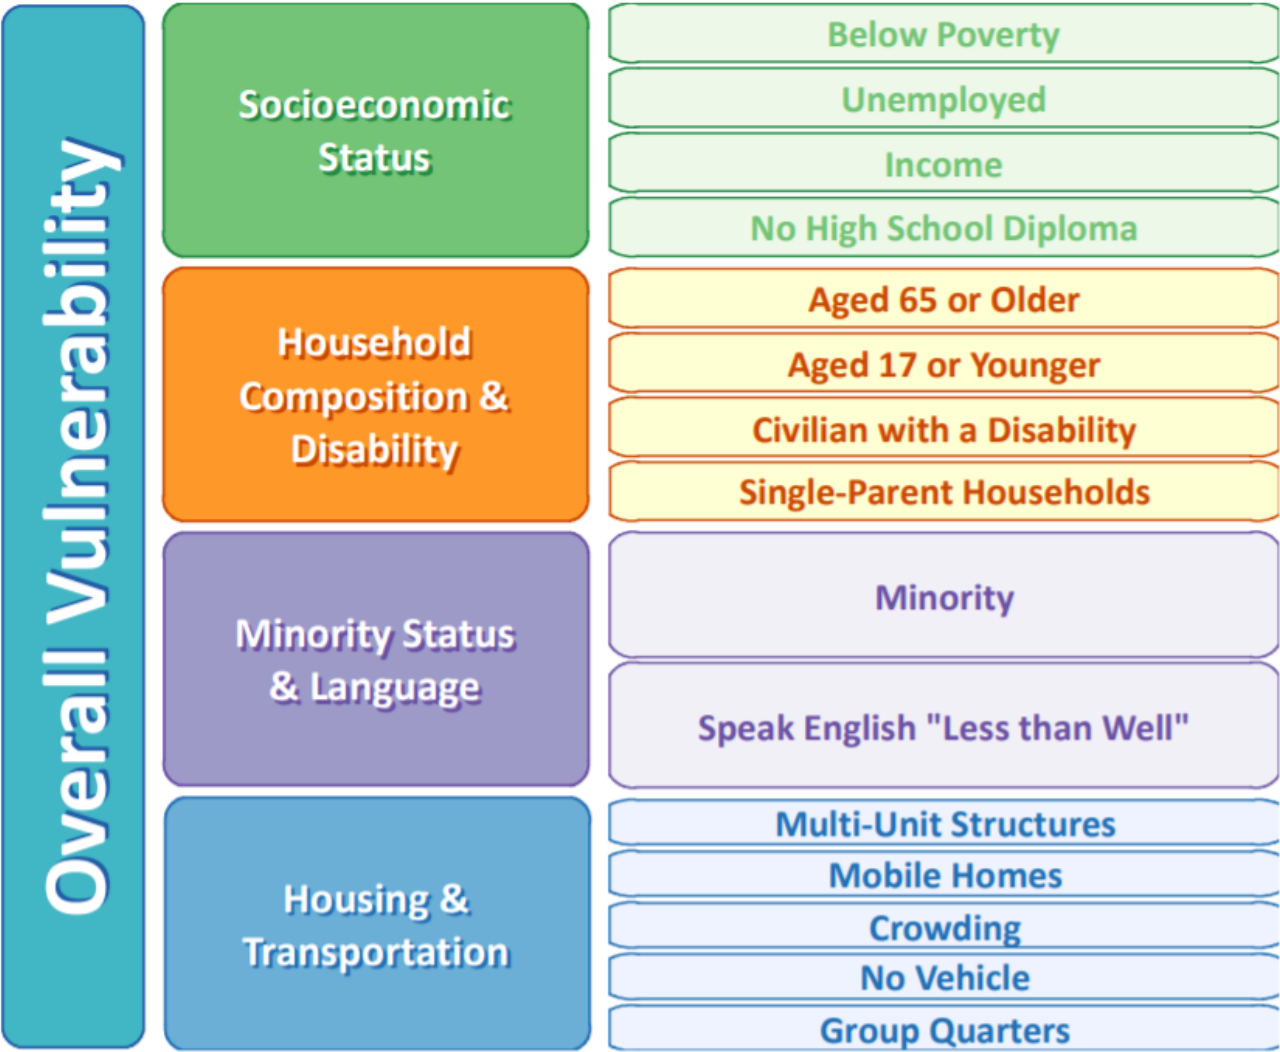 Overall Vulnerability
Socioeconomic
Status
Below Poverty
Unemployed
Income
No High School Diploma
Household
Composition &
Disability
Aged 65 or Older
Aged 17 or Younger
Civilian with a Disability
Single-Parent Households
Minority Status
& Language
Minority
Speak English "Less than Well"
Housing &
Transportation
Multi-Unit Structures
Mobile Homes
Crowding
No Vehicle
Group Quarters